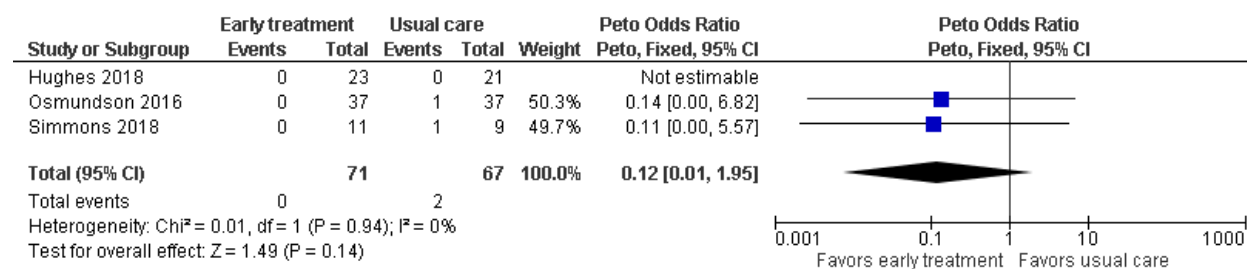 Early treatment Usual care Peto Odds Ratio Peto Odds Ratio
Study or Subgroup Events Total Events Total Weight Peto, Fixed, 95% CI Peto, Fixed, 95% CI
Hughes 2018 0 23 0 21 Not estimable
Osmundson 2016 0 37 1 37 50.3% 0.14 [0.00, 6.82]
Simmons 2018 0 11 1 9 49.7% 0.11 [0.00, 5.57]
Total (95% CI) 71 67 100.0% 0.12 [0.01, 1.95]
Total events 0 2
Heterogeneity: Chi² = 0.01, df = 1 (P = 0.94); I² = 0%
Test for overall effect: Z = 1.49 (P = 0.14)
0.001 0.1 1 10 1000
Favors early treatment Favors usual care